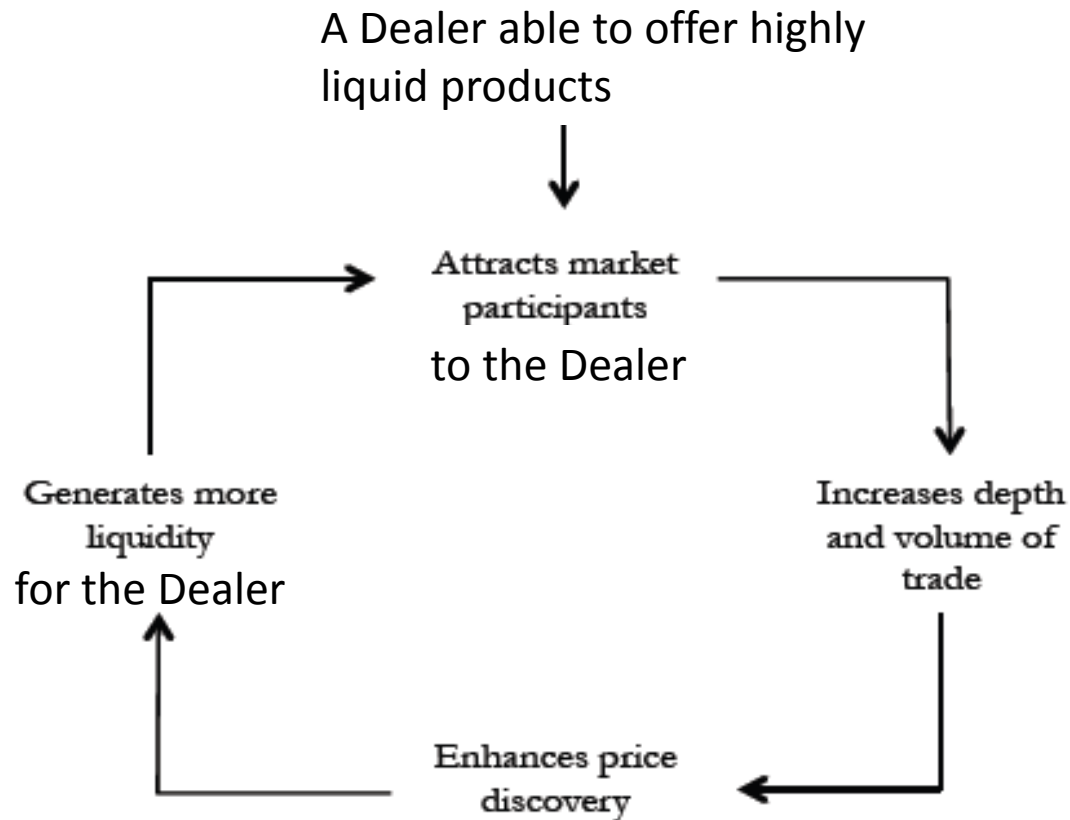 A Dealer able to offer highly
liquid products
Attracts market
participants
to the Dealer
Increases depth
and volume of
trade
Enhances price
discovery
Generates more
liquidity
for the Dealer